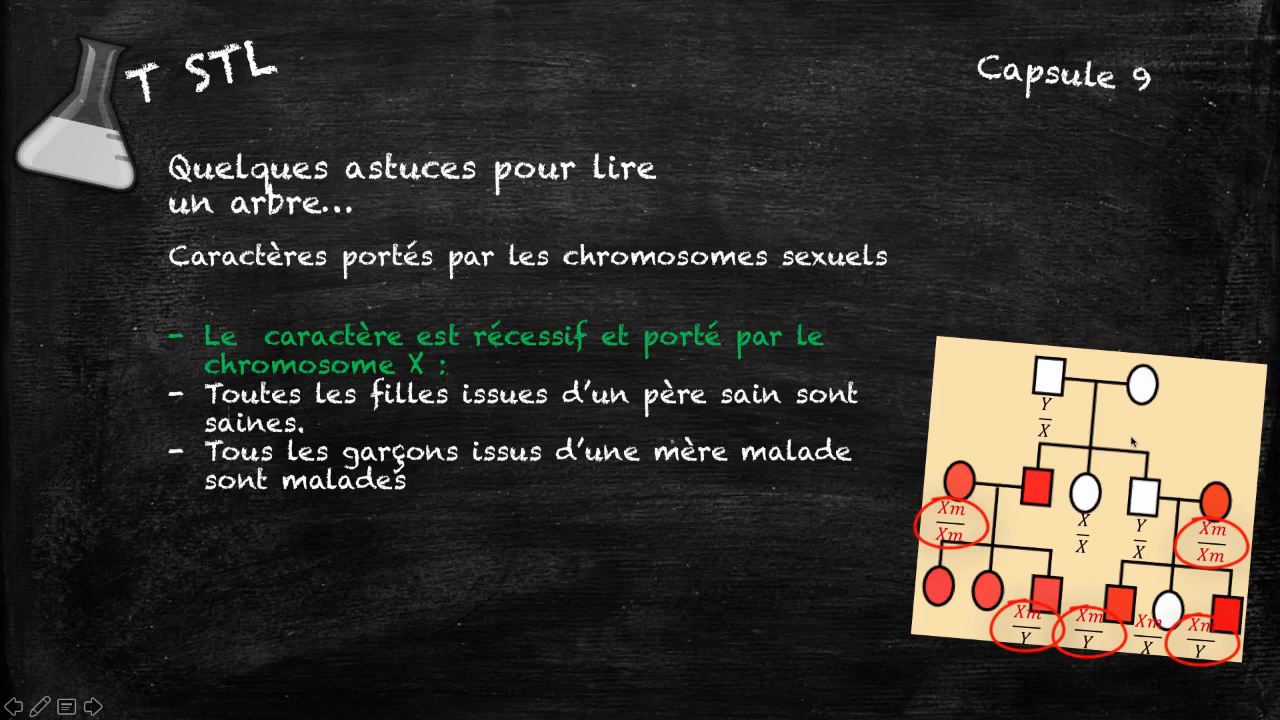 T STL
Capsule 9
Quelques astuces pour lire
un arbre...
Caractères portés par les chromosomes sexuels
- Le caractère est récessif et porté par le
chromosome X :
- Toutes les filles issues d'un père sain sont
saines.
- Tous les garçons issus d'une mère malade
sont malades
Y
X
Xm
Xm
X
X
Y
X
Xm
Xm
Xm
Y
Xm
Y
Xm
X
Xm
Y